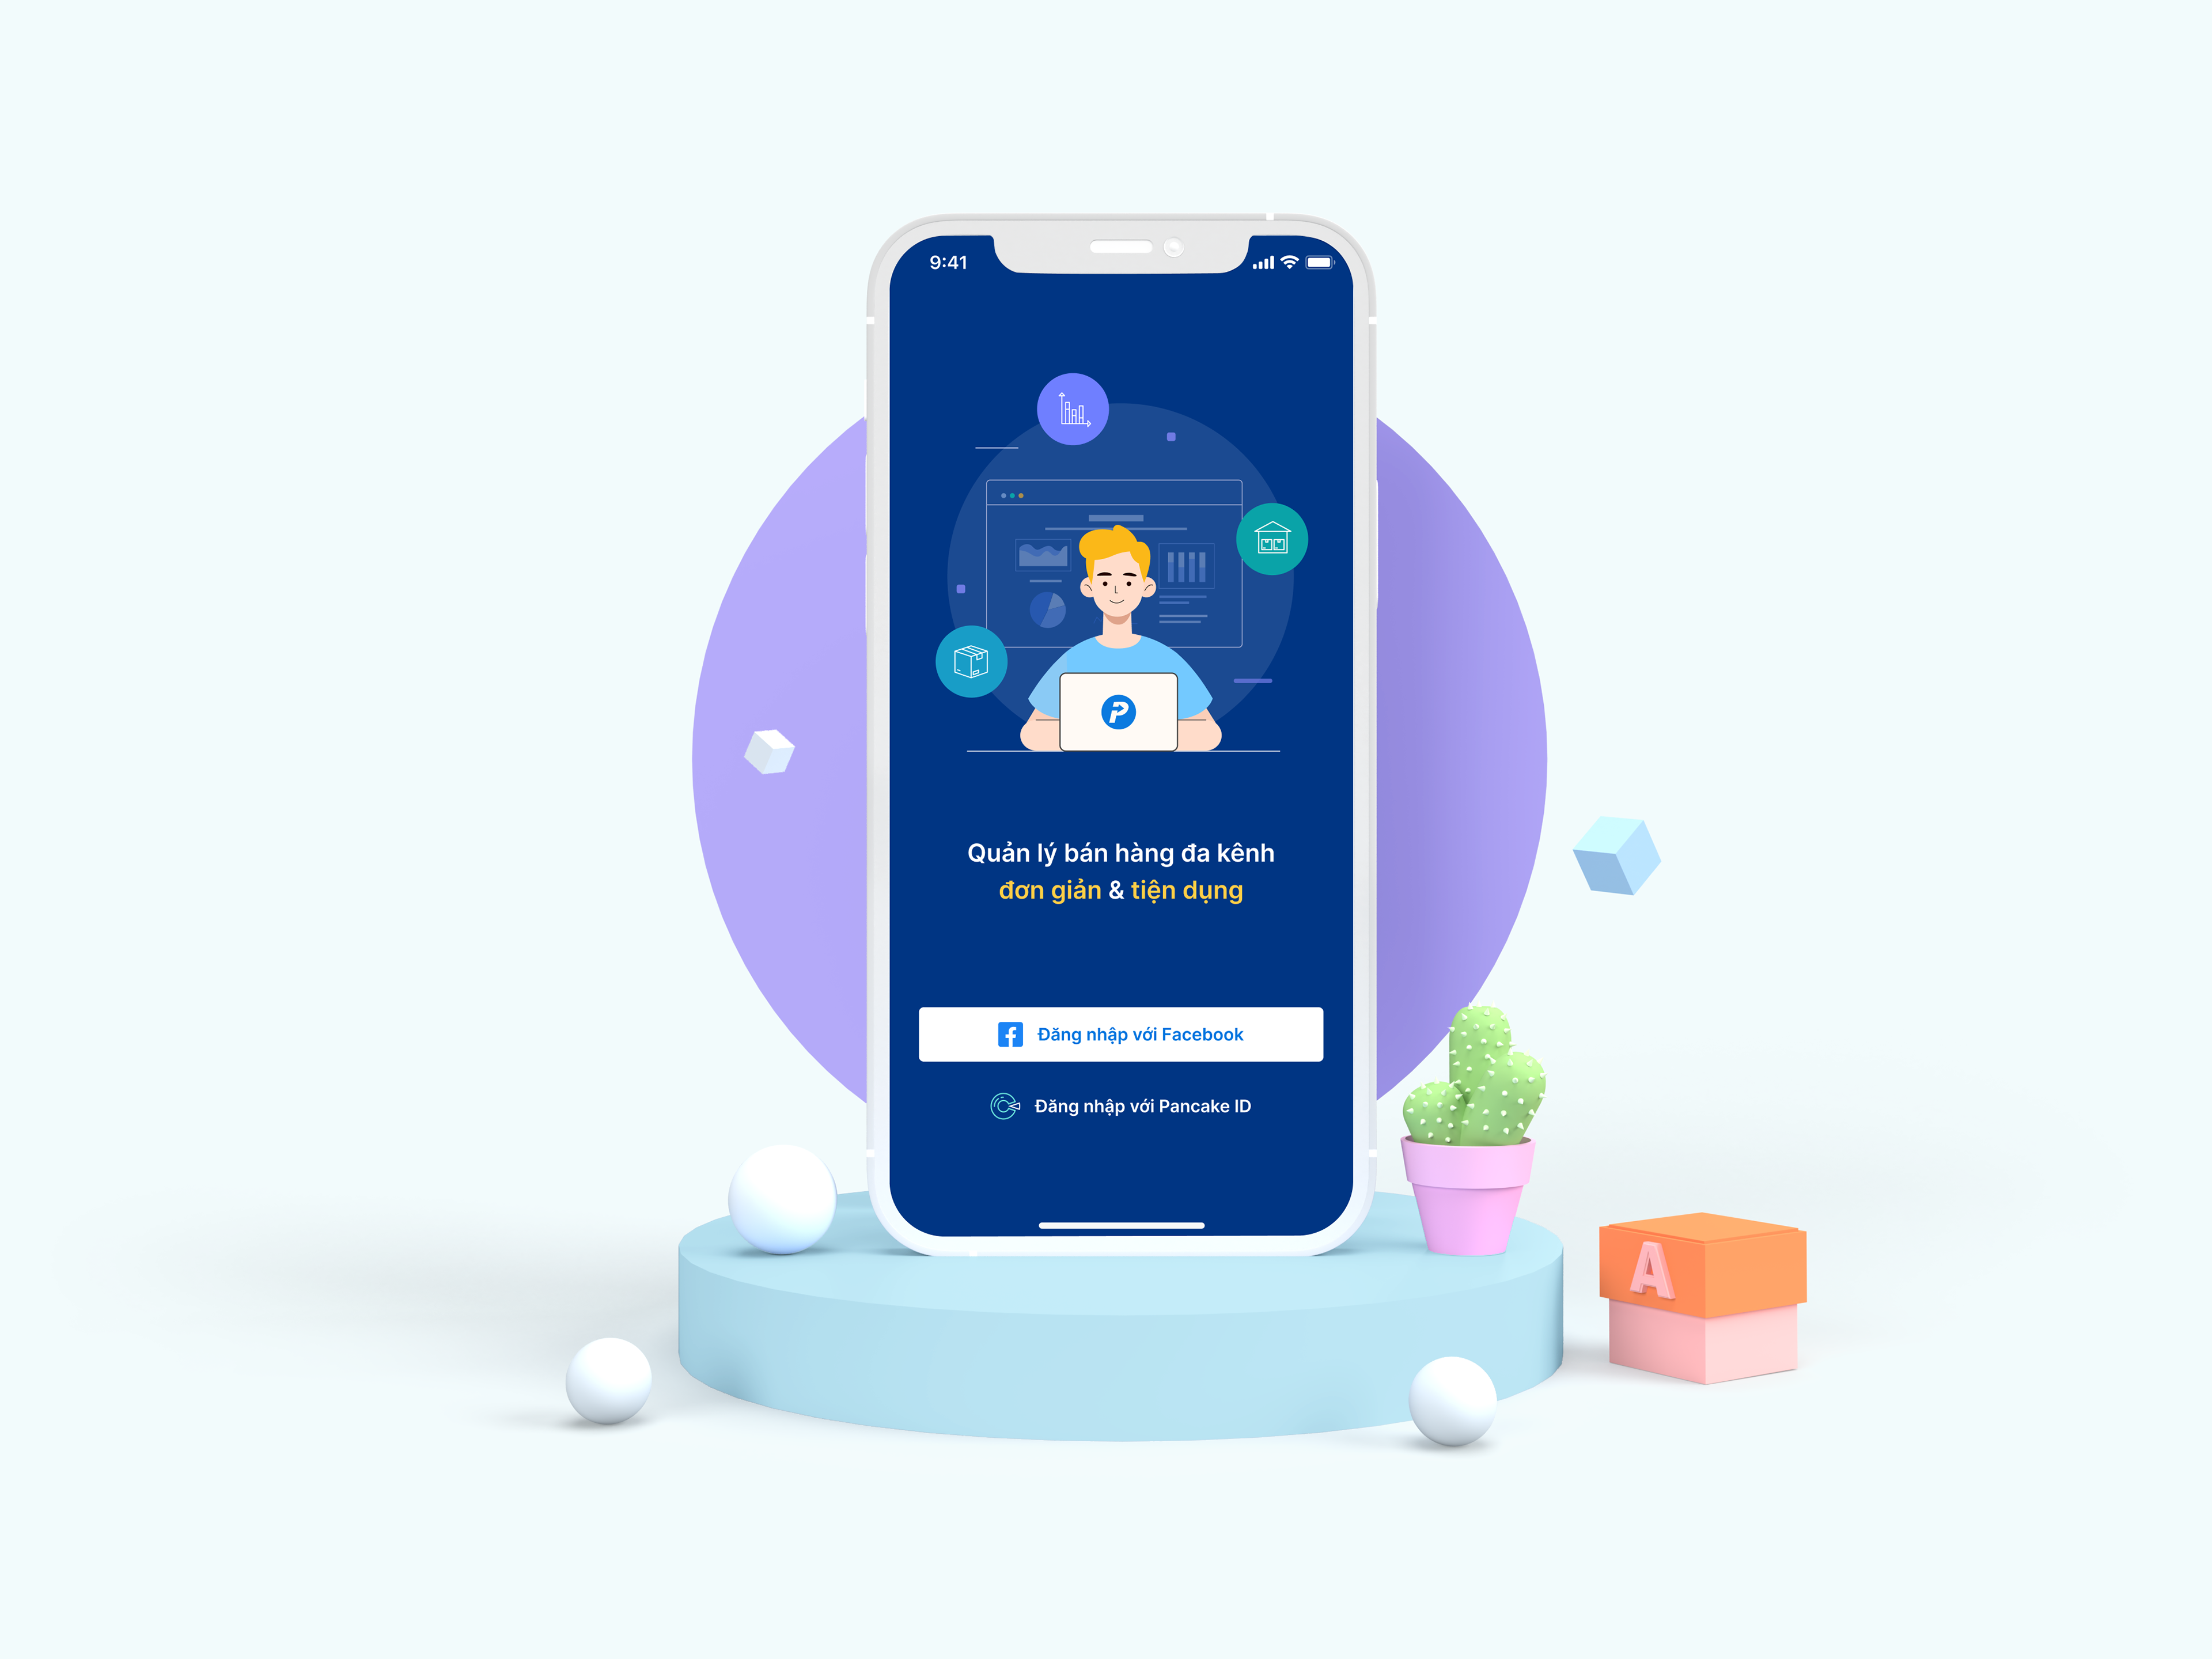 9:41
P
Quản lý bán hàng đa kênh
đơn giản & tiện dụng
Đăng nhập với Facebook
Đăng nhập với Pancake ID
A